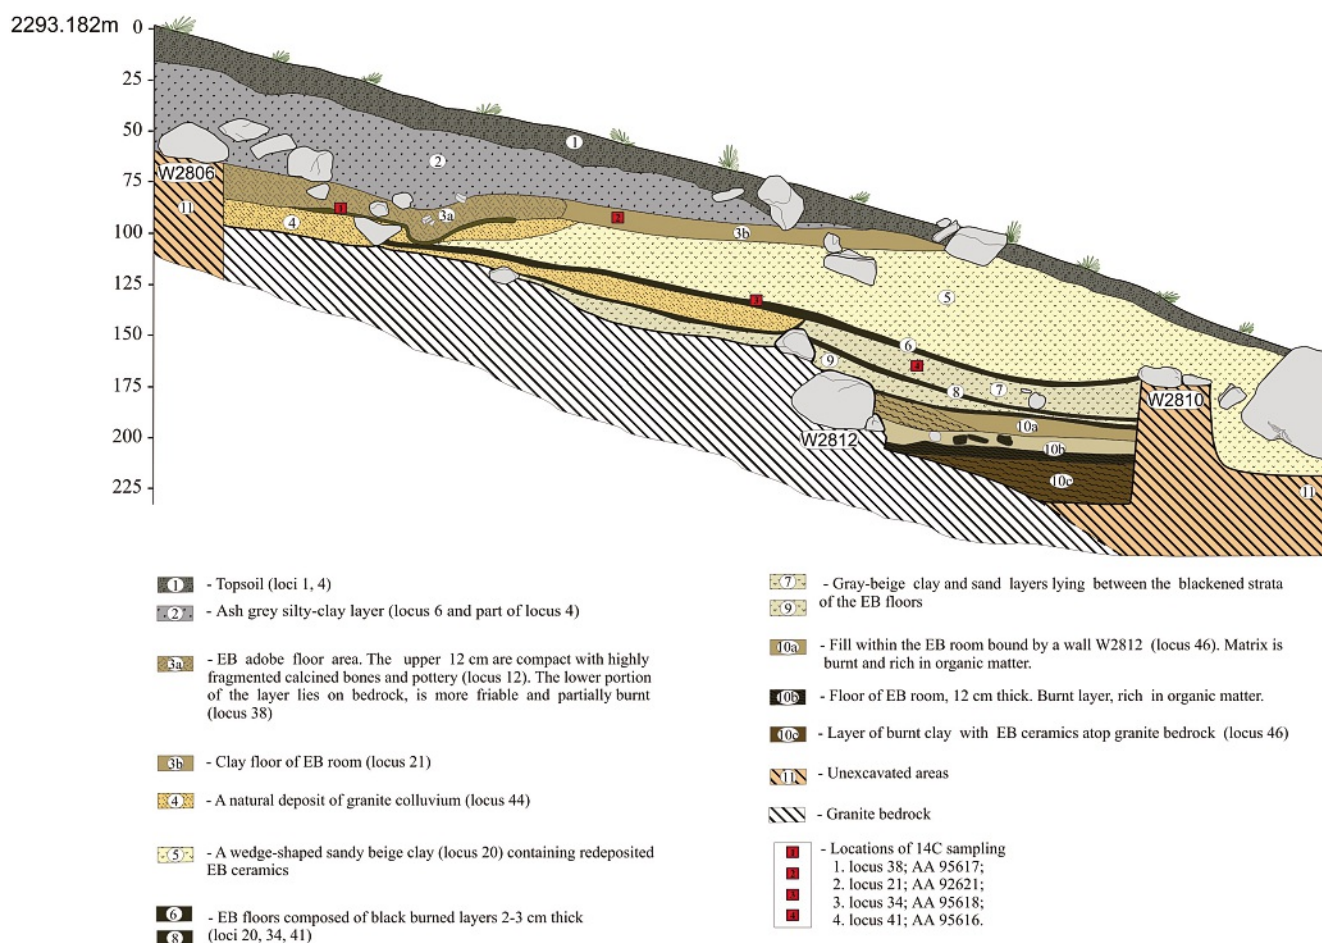 2293.182m
0
25
50
75
100
125
150
175
200
225
1
2
W2806
11
1
3a
4
2
3b
3
5
6
4
9
7
8
W2810
10a
W2812
10b
10c
11
1 - Topsoil (loci 1, 4)
2 - Ash grey silty-clay layer (locus 6 and part of locus 4)
3a - EB adobe floor area. The upper 12 cm are compact with highly
fragmented calcined bones and pottery (locus 12). The lower portion
of the layer lies on bedrock, is more friable and partially burnt
(locus 38)
3b - Clay floor of EB room (locus 21)
4 - A natural deposit of granite colluvium (locus 44)
5 - A wedge-shaped sandy beige clay (locus 20) containing redeposited
EB ceramics
6 - EB floors composed of black burned layers 2-3 cm thick
8 (loci 20, 34, 41)
7 - Gray-beige clay and sand layers lying between the blackened strata
9 of the EB floors
10a - Fill within the EB room bound by a wall W2812 (locus 46). Matrix is
burnt and rich in organic matter.
10b - Floor of EB room, 12 cm thick. Burnt layer, rich in organic matter.
10c - Layer of burnt clay with EB ceramics atop granite bedrock (locus 46)
11 - Unexcavated areas
- Granite bedrock
- Locations of 14C sampling
1 1. locus 38; AA 95617;
2 2. locus 21; AA 92621;
3 3. locus 34; AA 95618;
4 4. locus 41; AA 95616.